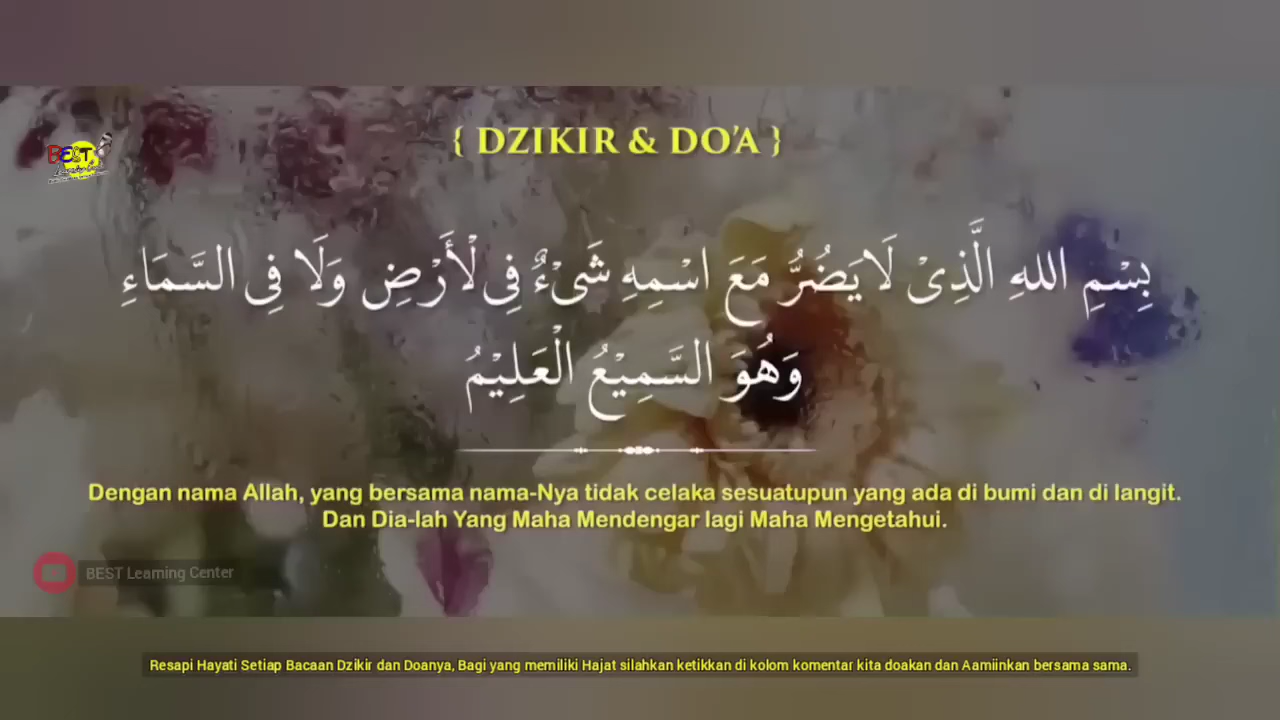 BEST
{ DZIKIR & DO'A }
بِسْمِ اللهِ الَّذِىْ لَا يَضُرُّ مَعَ اسْمِهِ شَىْءٌ فِى لْأَرْضِ وَلَا فِى السَّمَاءِ
وَهُوَ السَّمِيْعُ الْعَلِيْمُ
Dengan nama Allah, yang bersama nama-Nya tidak celaka sesuatupun yang ada di bumi dan di langit.
Dan Dia-lah Yang Maha Mendengar lagi Maha Mengetahui.
BEST Learning Center
Resapi Hayati Setiap Bacaan Dzikir dan Doanya, Bagi yang memiliki Hajat silahkan ketikkan di kolom komentar kita doakan dan Aamiinkan bersama sama.